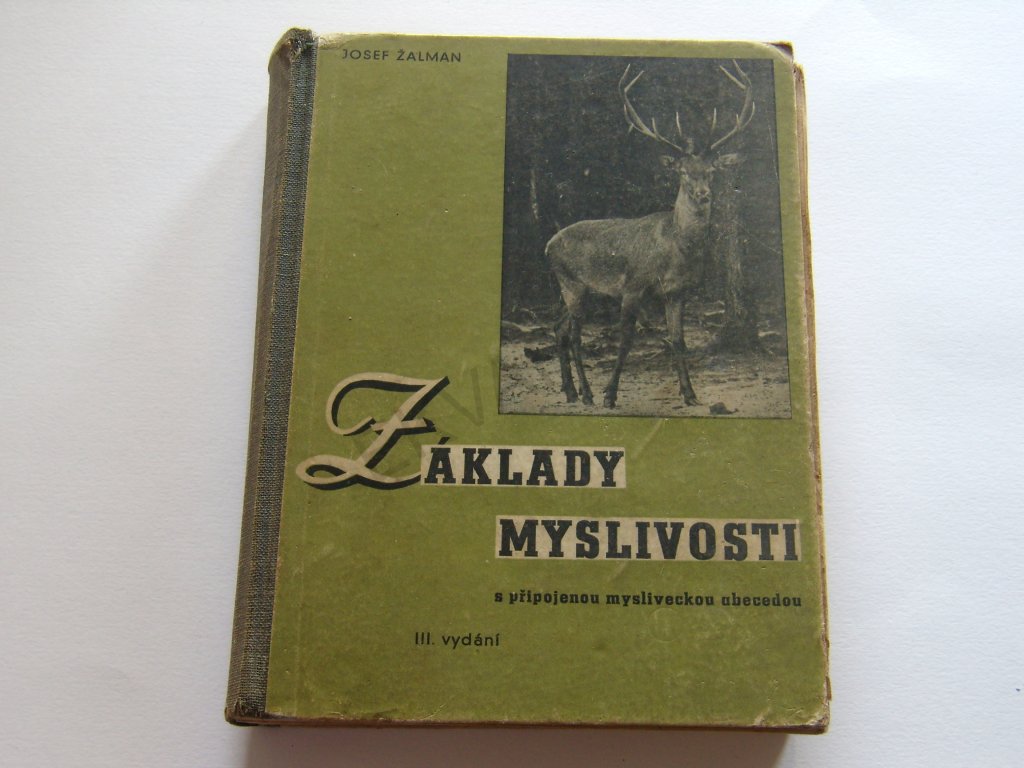 JOSEF ŽALMAN
ZÁKLADY
MYSLIVOSTI
s připojenou mysliveckou abecedou
III. vydání